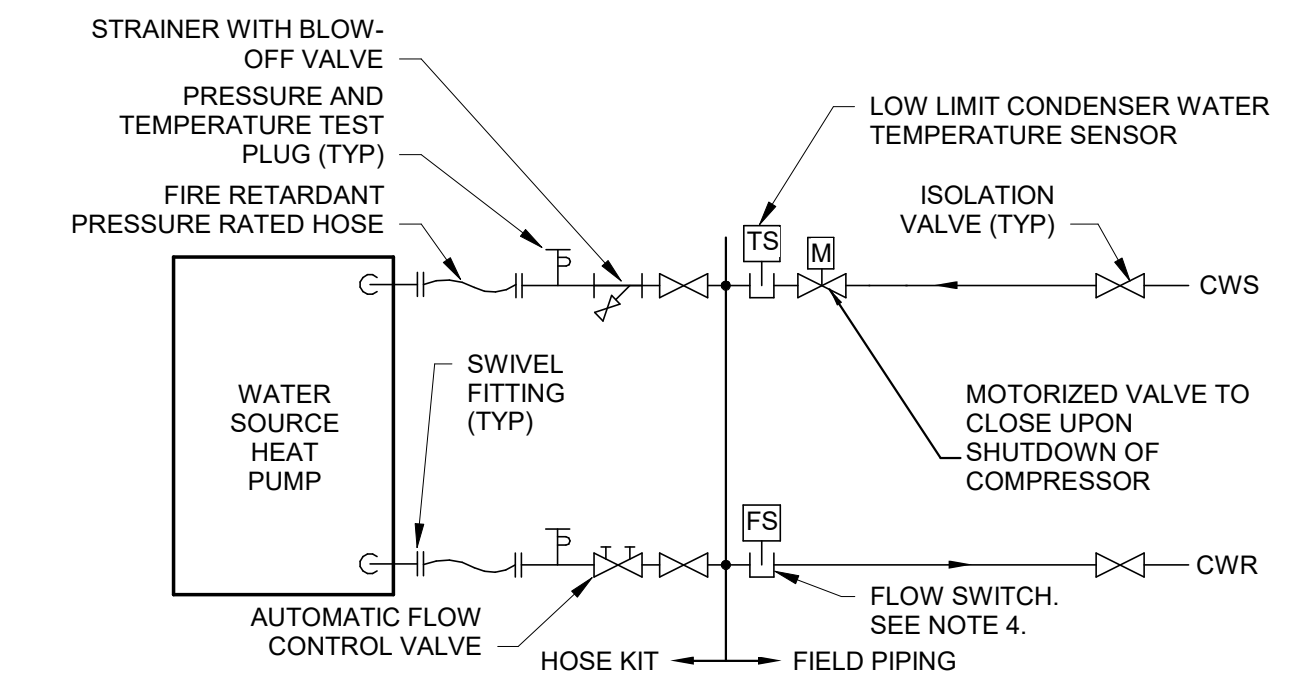 STRAINER WITH BLOW-
OFF VALVE
PRESSURE AND
TEMPERATURE TEST
PLUG (TYP)
FIRE RETARDANT
PRESSURE RATED HOSE
LOW LIMIT CONDENSER WATER
TEMPERATURE SENSOR
ISOLATION
VALVE (TYP)
TS
M
CWS
SWIVEL
FITTING
(TYP)
WATER
SOURCE
HEAT
PUMP
MOTORIZED VALVE TO
CLOSE UPON
SHUTDOWN OF
COMPRESSOR
FS
CWR
AUTOMATIC FLOW
CONTROL VALVE
FLOW SWITCH.
SEE NOTE 4.
HOSE KIT
FIELD PIPING